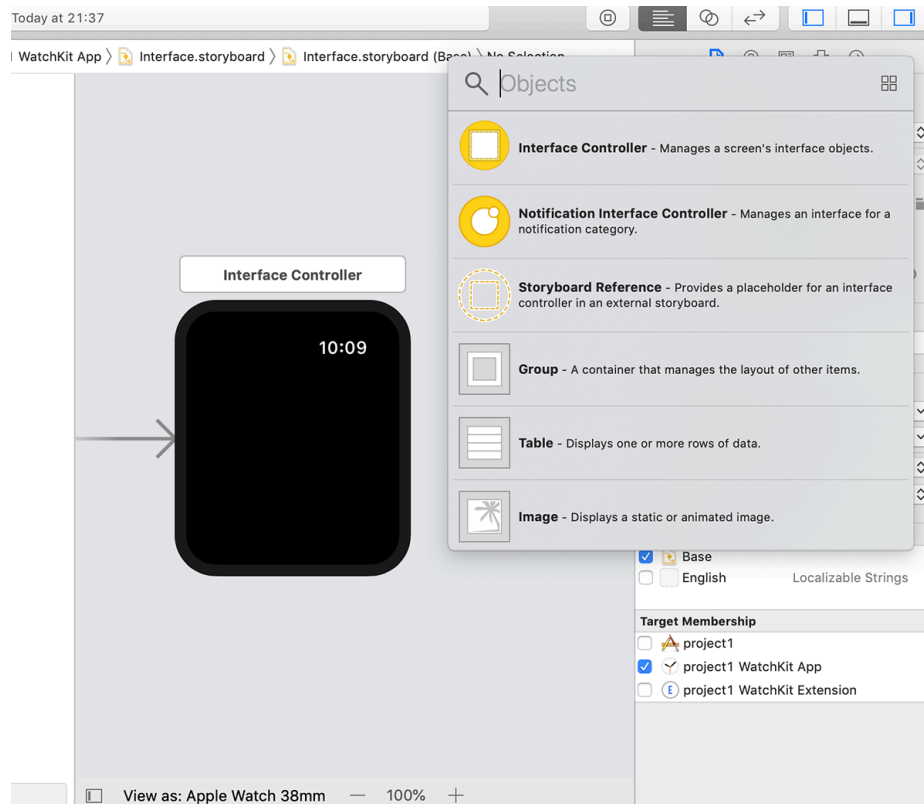 Today at 21:37
WatchKit App
Interface.storyboard
Interface.storyboard (Base)
No Selection
Objects
Interface Controller - Manages a screen's interface objects.
Notification Interface Controller - Manages an interface for a
notification category.
Storyboard Reference - Provides a placeholder for an interface
controller in an external storyboard.
Group - A container that manages the layout of other items.
Table - Displays one or more rows of data.
Image - Displays a static or animated image.
Interface Controller
10:09
Base
English Localizable Strings
Target Membership
project1
project1 WatchKit App
E project1 WatchKit Extension
View as: Apple Watch 38mm — 100% +